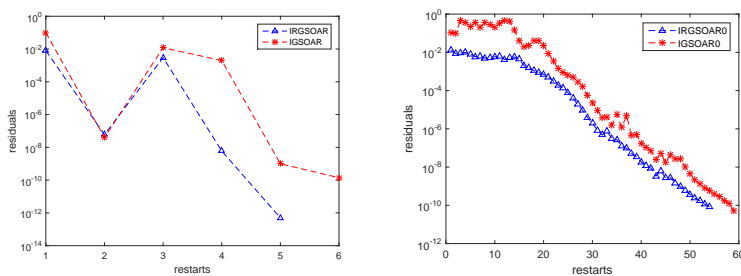 10^0
10^-2
10^-4
10^-6
10^-8
10^-10
10^-12
10^-14
residuals
1 2 3 4 5 6
restarts
IRGSOAR
IGSOAR
10^0
10^-2
10^-4
10^-6
10^-8
10^-10
10^-12
residuals
0 10 20 30 40 50 60
restarts
IRGSOAR0
IGSOAR0